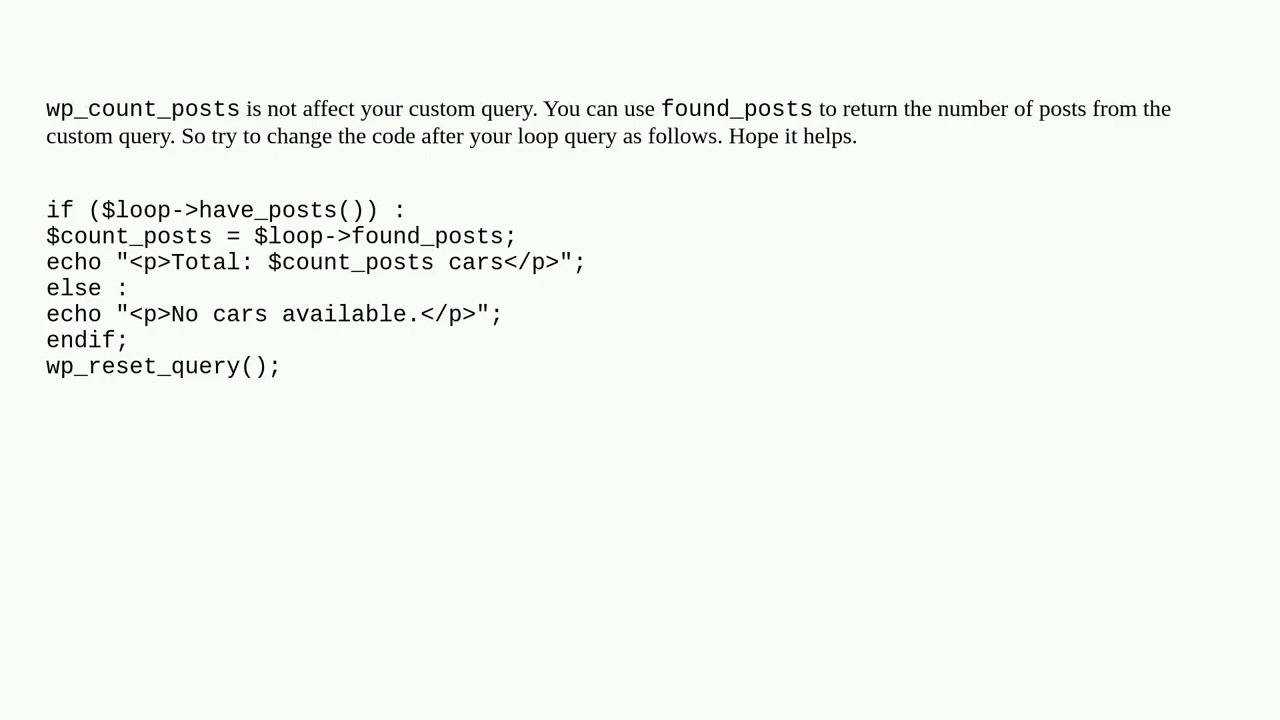 wp_count_posts is not affect your custom query. You can use found_posts to return the number of posts from the
custom query. So try to change the code after your loop query as follows. Hope it helps.
if ($loop->have_posts()) :
$count_posts = $loop->found_posts;
echo "<p>Total: $count_posts cars</p>";
else :
echo "<p>No cars available.</p>";
endif;
wp_reset_query();